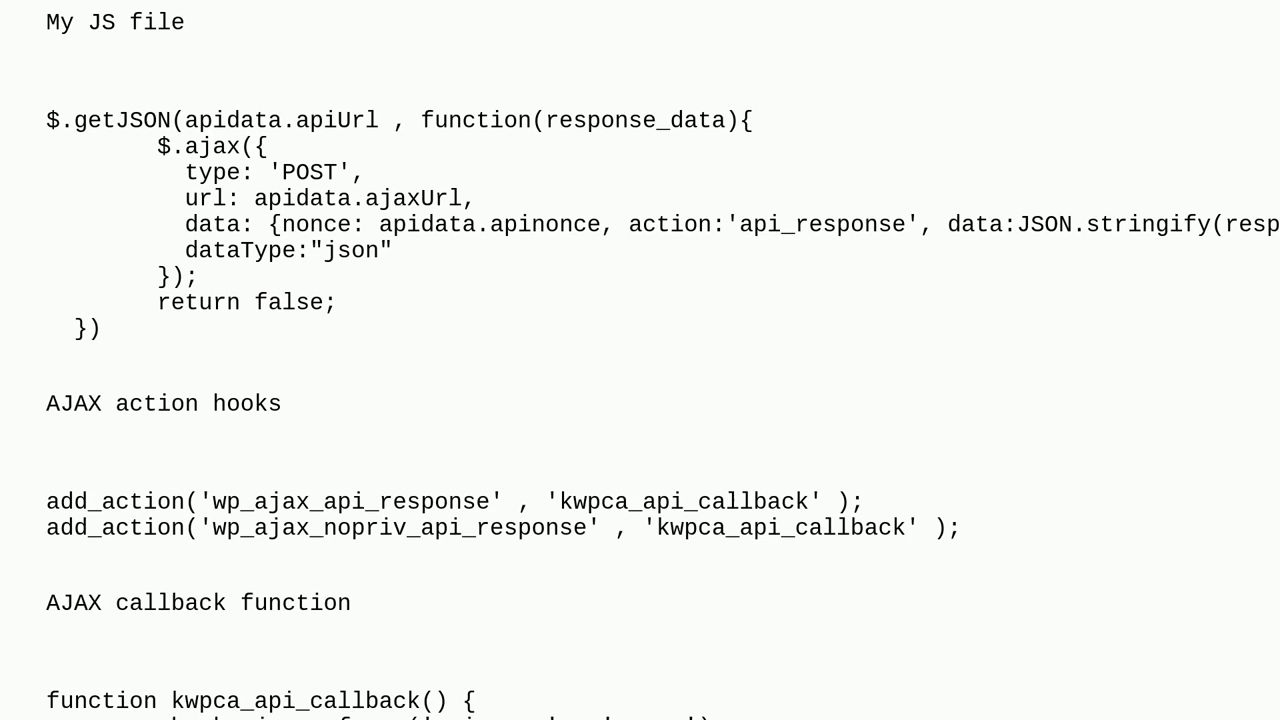 My JS file
$.getJSON(apidata.apiUrl , function(response_data){
$.ajax({
type: 'POST',
url: apidata.ajaxUrl,
data: {nonce: apidata.apinonce, action:'api_response', data:JSON.stringify(resp
dataType:"json"
});
return false;
})
AJAX action hooks
add_action('wp_ajax_api_response' , 'kwpca_api_callback' );
add_action('wp_ajax_nopriv_api_response' , 'kwpca_api_callback' );
AJAX callback function
function kwpca_api_callback() {